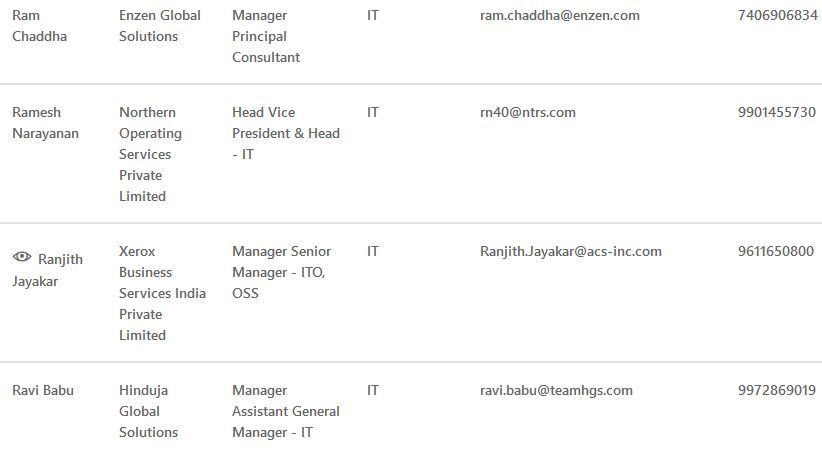 Ram Chaddha
Enzen Global Solutions
Manager Principal Consultant
IT
ram.chaddha@enzen.com
7406906834
Ramesh Narayanan
Northern Operating Services Private Limited
Head Vice President & Head - IT
IT
rn40@ntrs.com
9901455730
Ranjith Jayakar
Xerox Business Services India Private Limited
Manager Senior Manager - ITO, OSS
IT
Ranjith.Jayakar@acs-inc.com
9611650800
Ravi Babu
Hinduja Global Solutions
Manager Assistant General Manager - IT
IT
ravi.babu@teamhgs.com
9972869019